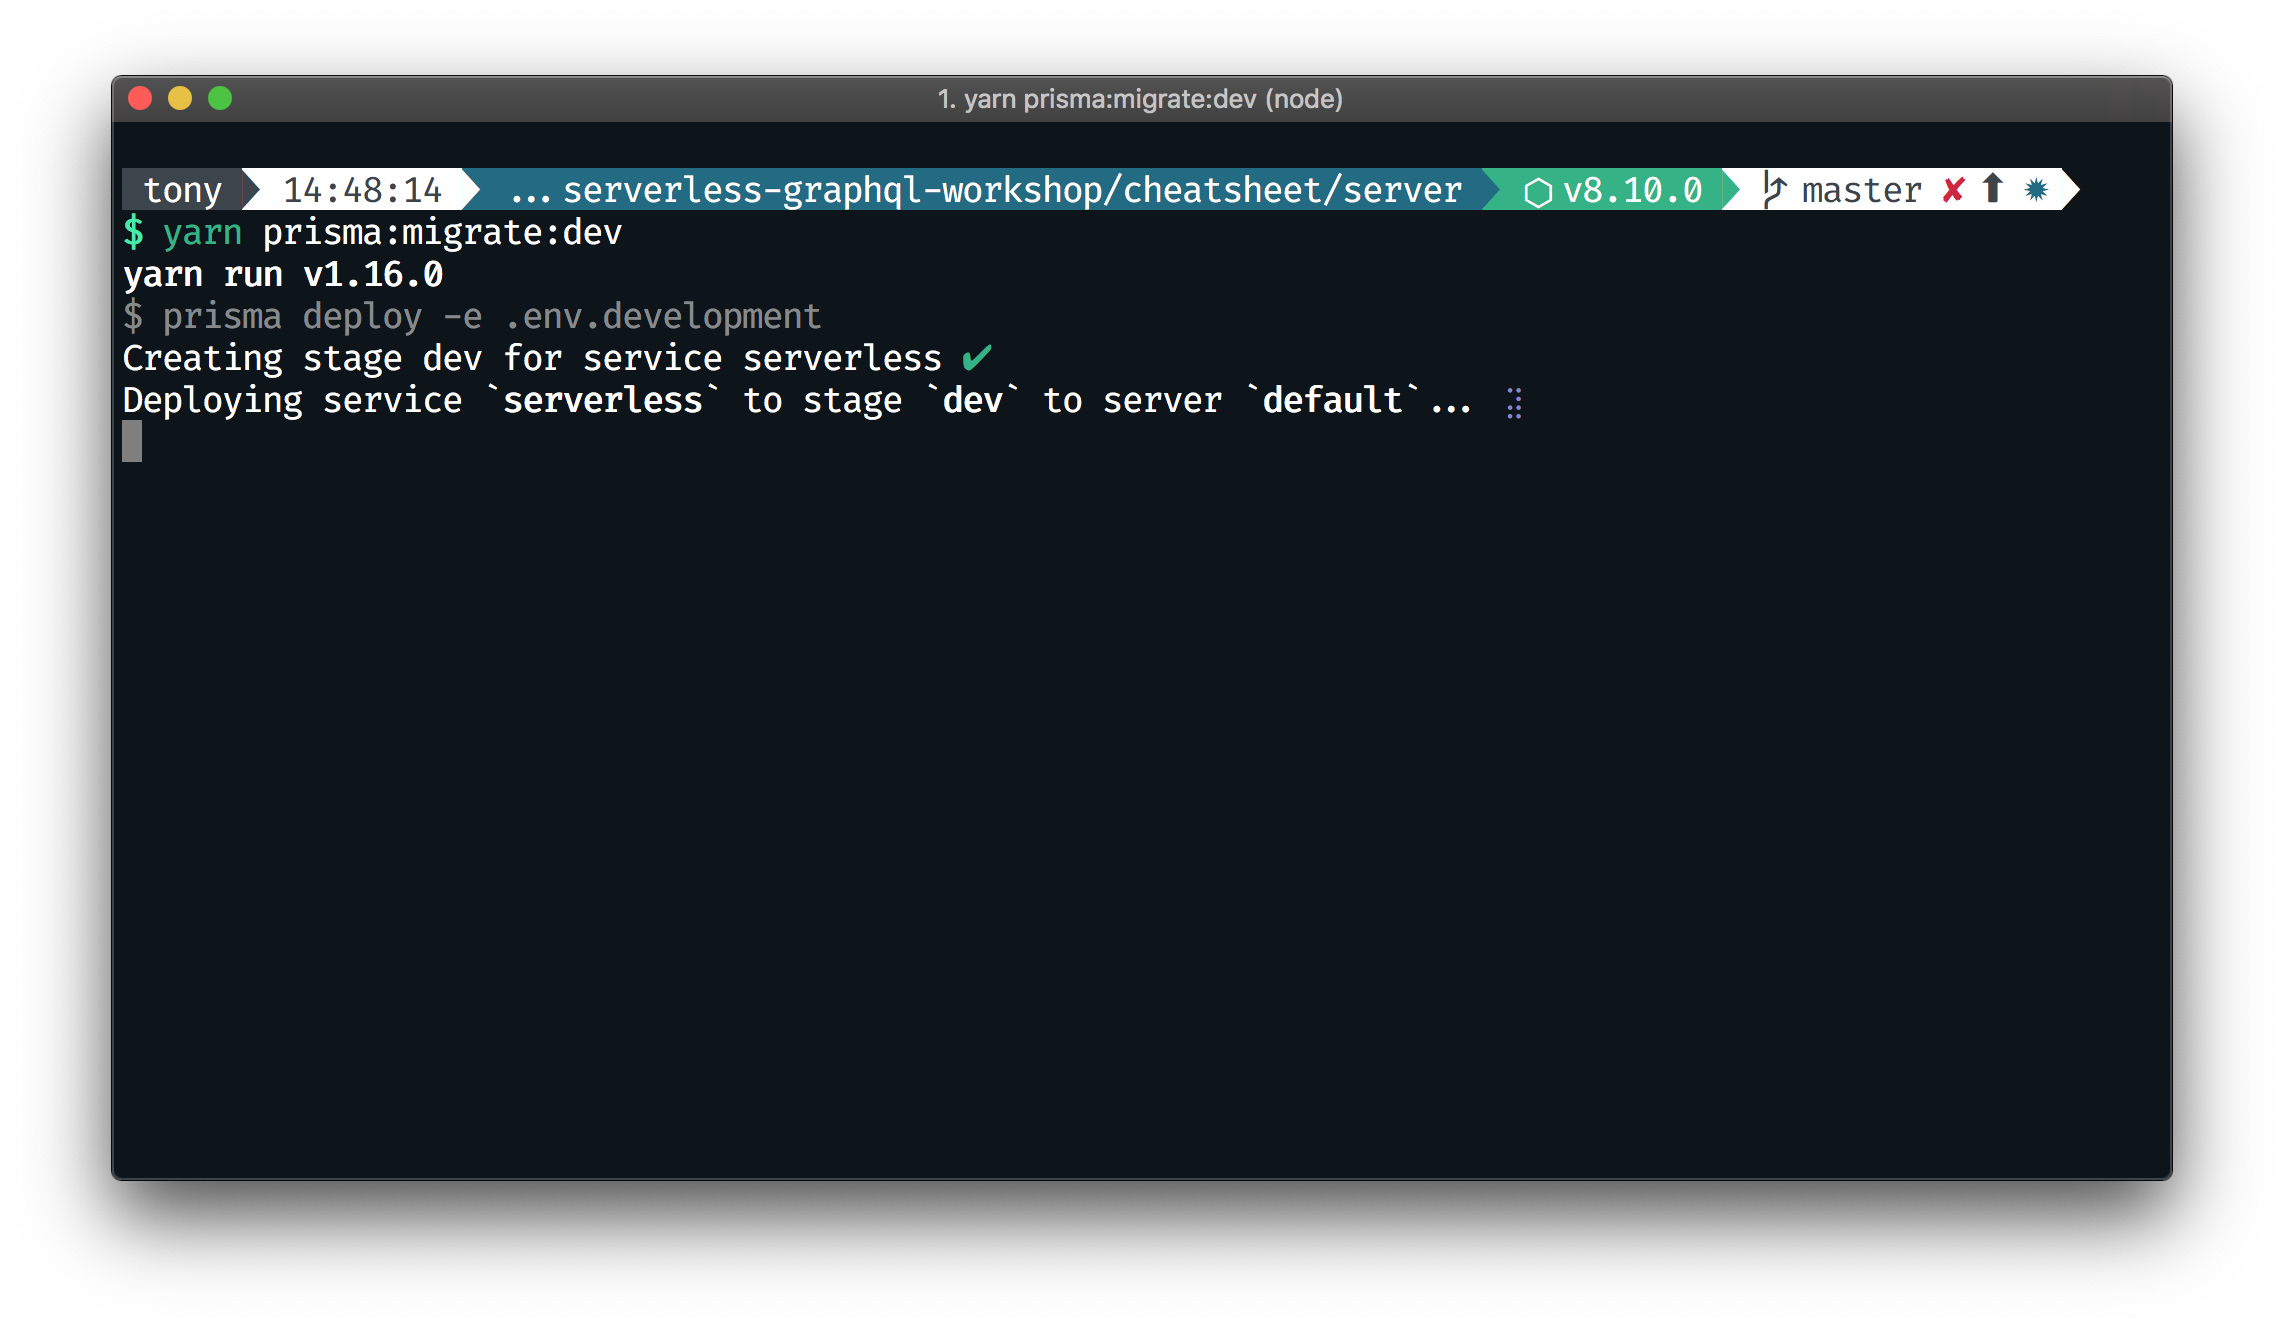 1. yarn prisma:migrate:dev (node)
tony 14:48:14 ... serverless-graphql-workshop/cheatsheet/server ⬡ v8.10.0 master ✘ ⬆ ✹
$ yarn prisma:migrate:dev
yarn run v1.16.0
$ prisma deploy -e .env.development
Creating stage dev for service serverless ✔
Deploying service `serverless` to stage `dev` to server `default`... ⣻